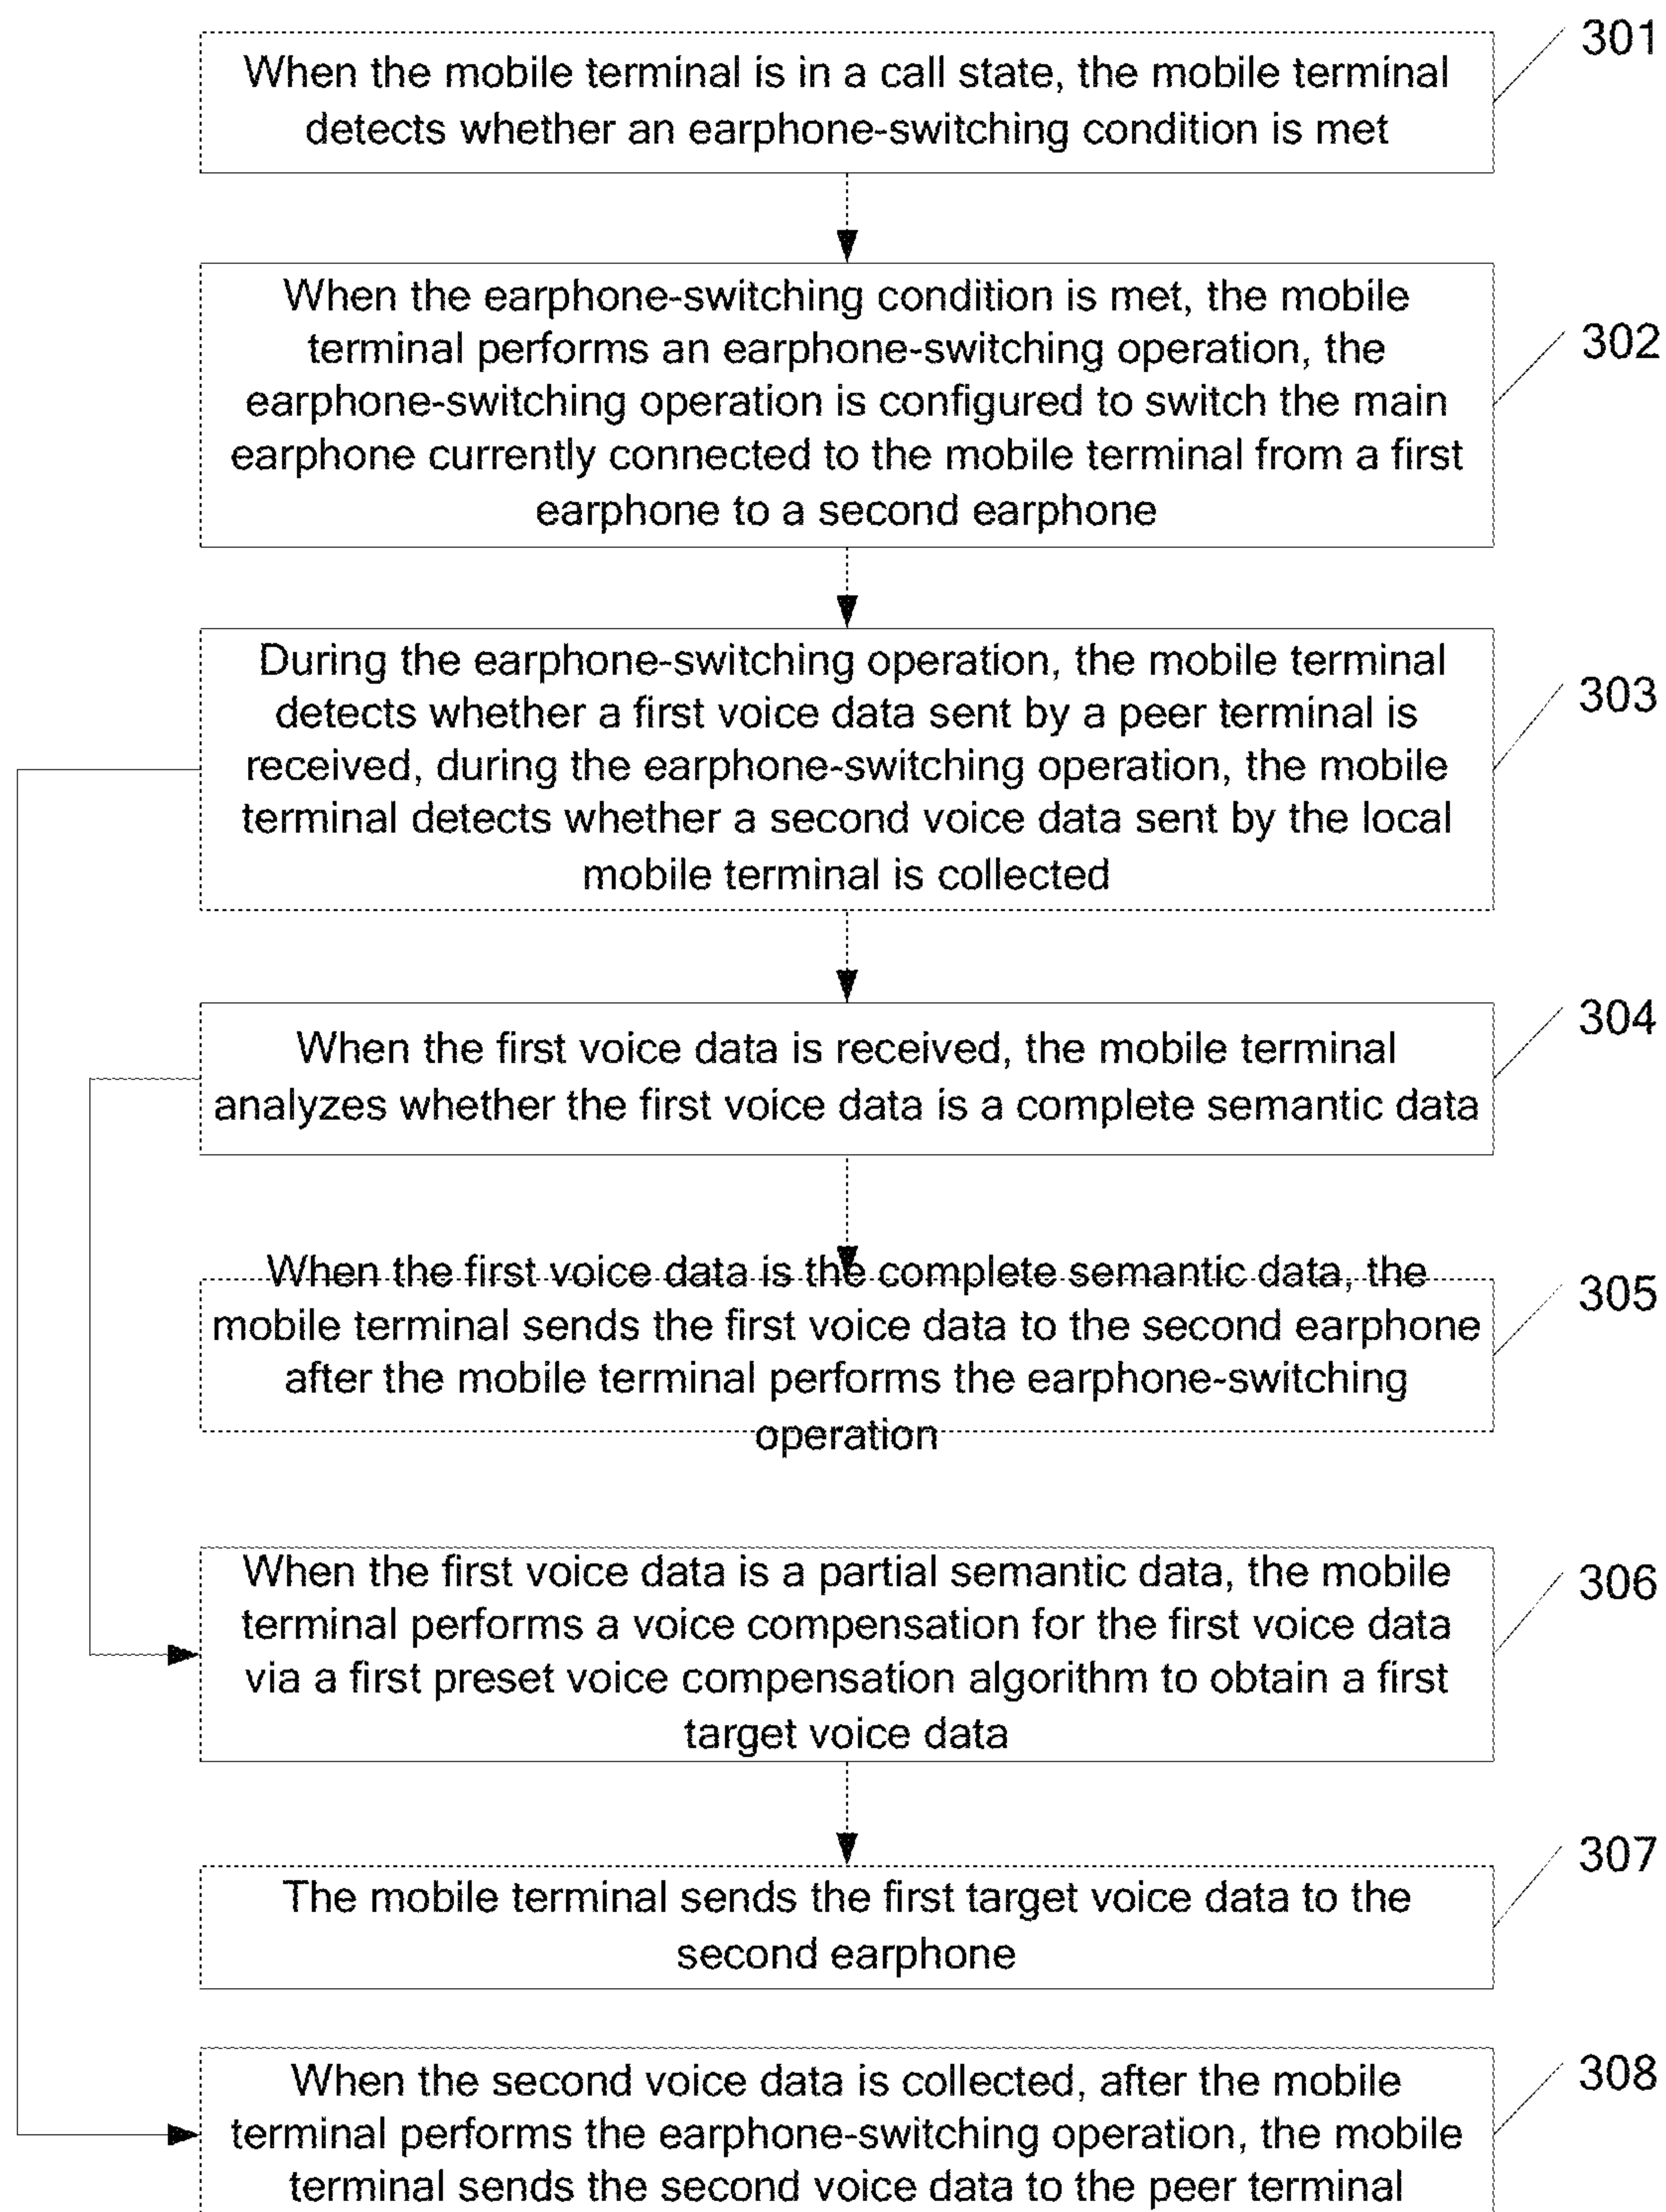 301
When the mobile terminal is in a call state, the mobile terminal
detects whether an earphone-switching condition is met
302
When the earphone-switching condition is met, the mobile
terminal performs an earphone-switching operation, the
earphone-switching operation is configured to switch the main
earphone currently connected to the mobile terminal from a first
earphone to a second earphone
303
During the earphone-switching operation, the mobile terminal
detects whether a first voice data sent by a peer terminal is
received, during the earphone-switching operation, the mobile
terminal detects whether a second voice data sent by the local
mobile terminal is collected
304
When the first voice data is received, the mobile terminal
analyzes whether the first voice data is a complete semantic data
305
When the first voice data is the complete semantic data, the
mobile terminal sends the first voice data to the second earphone
after the mobile terminal performs the earphone-switching
operation
306
When the first voice data is a partial semantic data, the mobile
terminal performs a voice compensation for the first voice data
via a first preset voice compensation algorithm to obtain a first
target voice data
307
The mobile terminal sends the first target voice data to the
second earphone
308
When the second voice data is collected, after the mobile
terminal performs the earphone-switching operation, the mobile
terminal sends the second voice data to the peer terminal